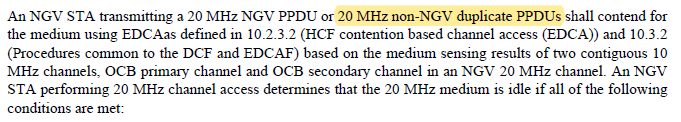 An NGV STA transmitting a 20 MHz NGV PPDU or 20 MHz non-NGV duplicate PPDUs shall contend for
the medium using EDCAas defined in 10.2.3.2 (HCF contention based channel access (EDCA)) and 10.3.2
(Procedures common to the DCF and EDCAF) based on the medium sensing results of two contiguous 10
MHz channels, OCB primary channel and OCB secondary channel in an NGV 20 MHz channel. An NGV
STA performing 20 MHz channel access determines that the 20 MHz medium is idle if all of the following
conditions are met: